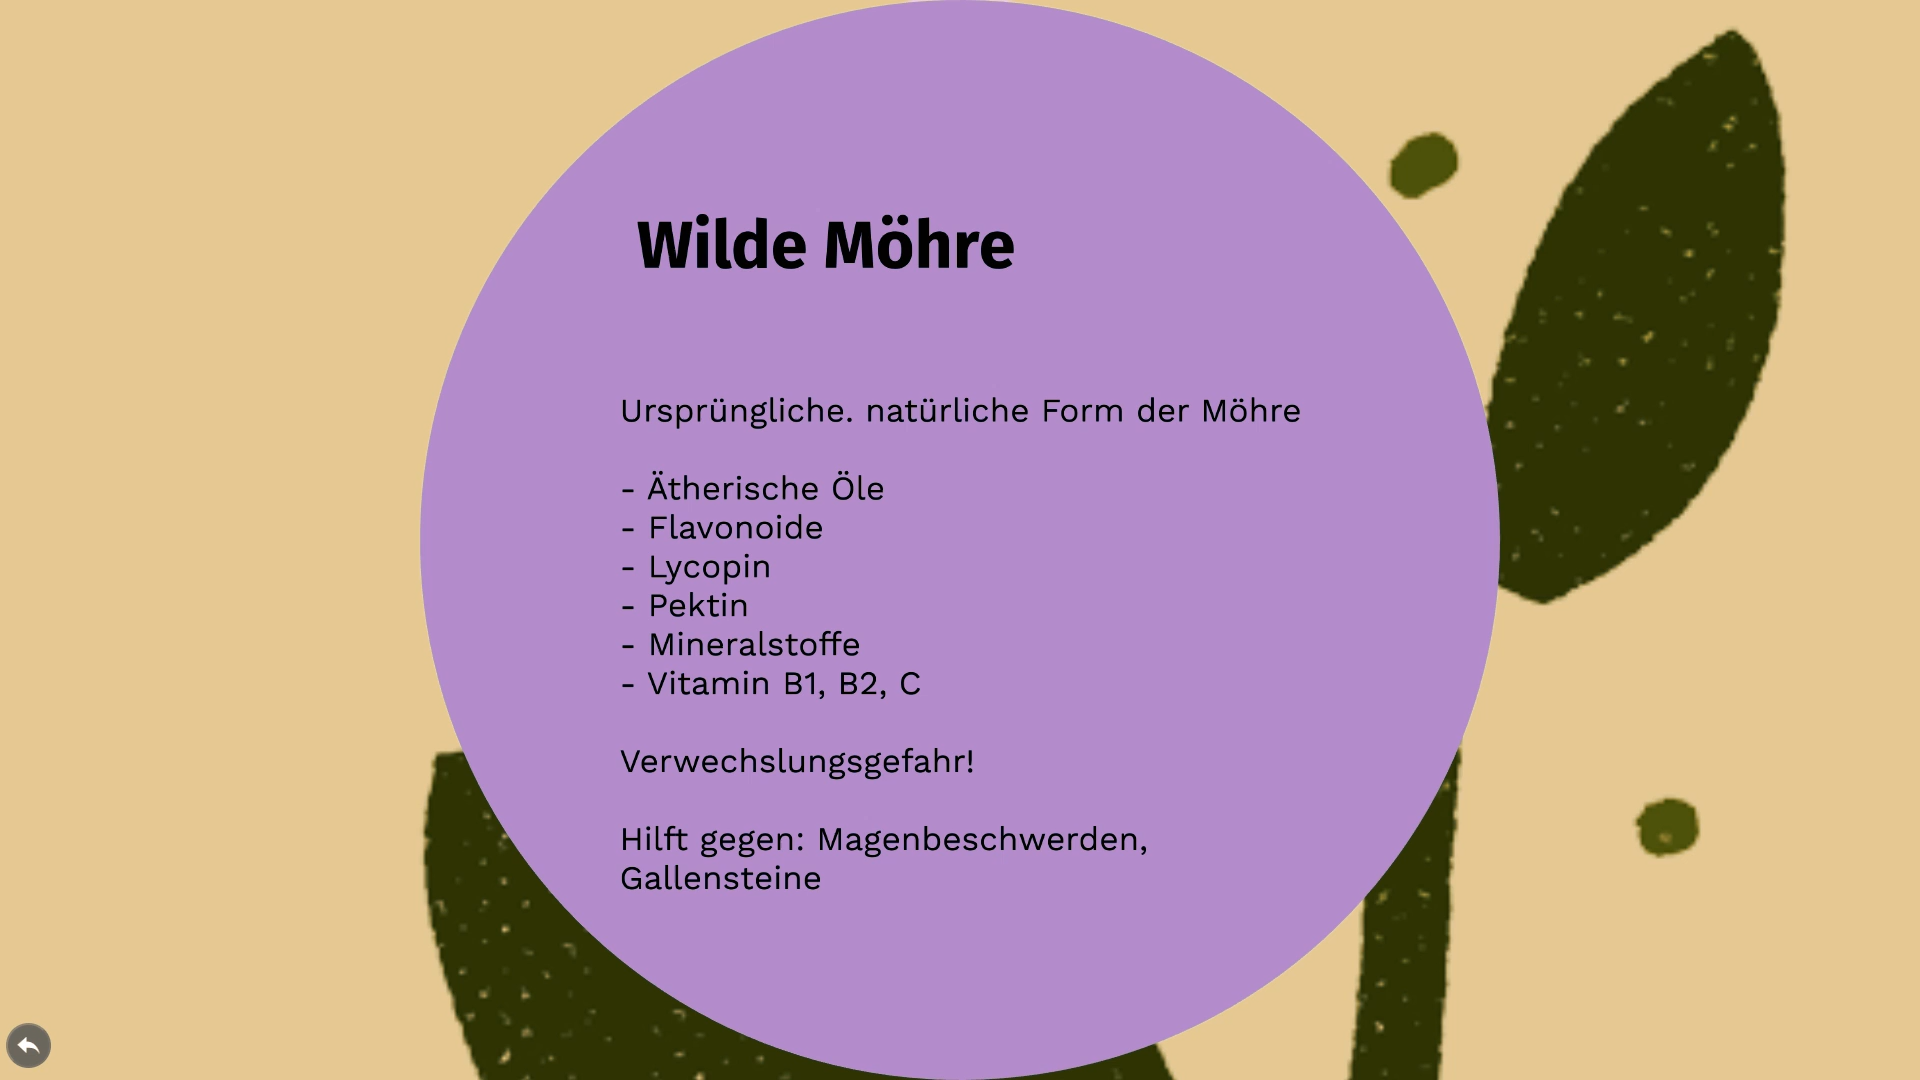 Wilde Möhre
Ursprüngliche. natürliche Form der Möhre
- Ätherische Öle
- Flavonoide
- Lycopin
- Pektin
- Mineralstoffe
- Vitamin B1, B2, C
Verwechslungsgefahr!
Hilft gegen: Magenbeschwerden,
Gallensteine